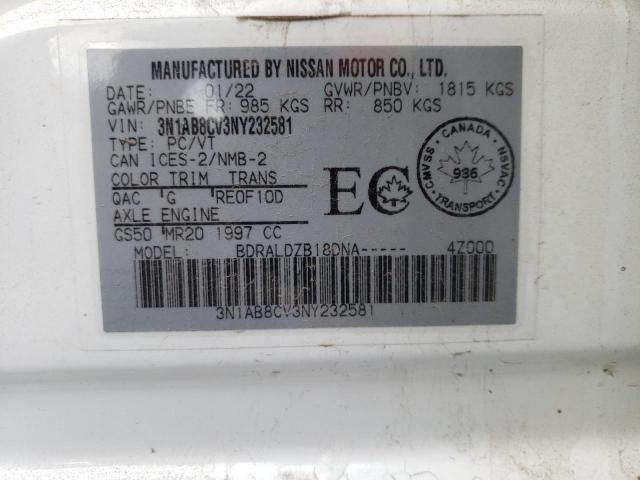 MANUFACTURED BY NISSAN MOTOR CO., LTD.
DATE: 01/22 GVWR/PNBV: 1815 KGS
GAWR/PNBE FR: 985 KGS RR: 850 KGS
VIN: 3N1AB8CV3NY232581
TYPE: PC/VT
CAN ICES-2/NMB-2
COLOR TRIM TRANS
QAC G RE0F10D
AXLE ENGINE
GS50 MR20 1997 CC
EC
CANADA
CMVSS NSVAC
936
TRANSPORT
MODEL: BDRALDZB18DNA----- 4Z000
3N1AB8CV3NY232581